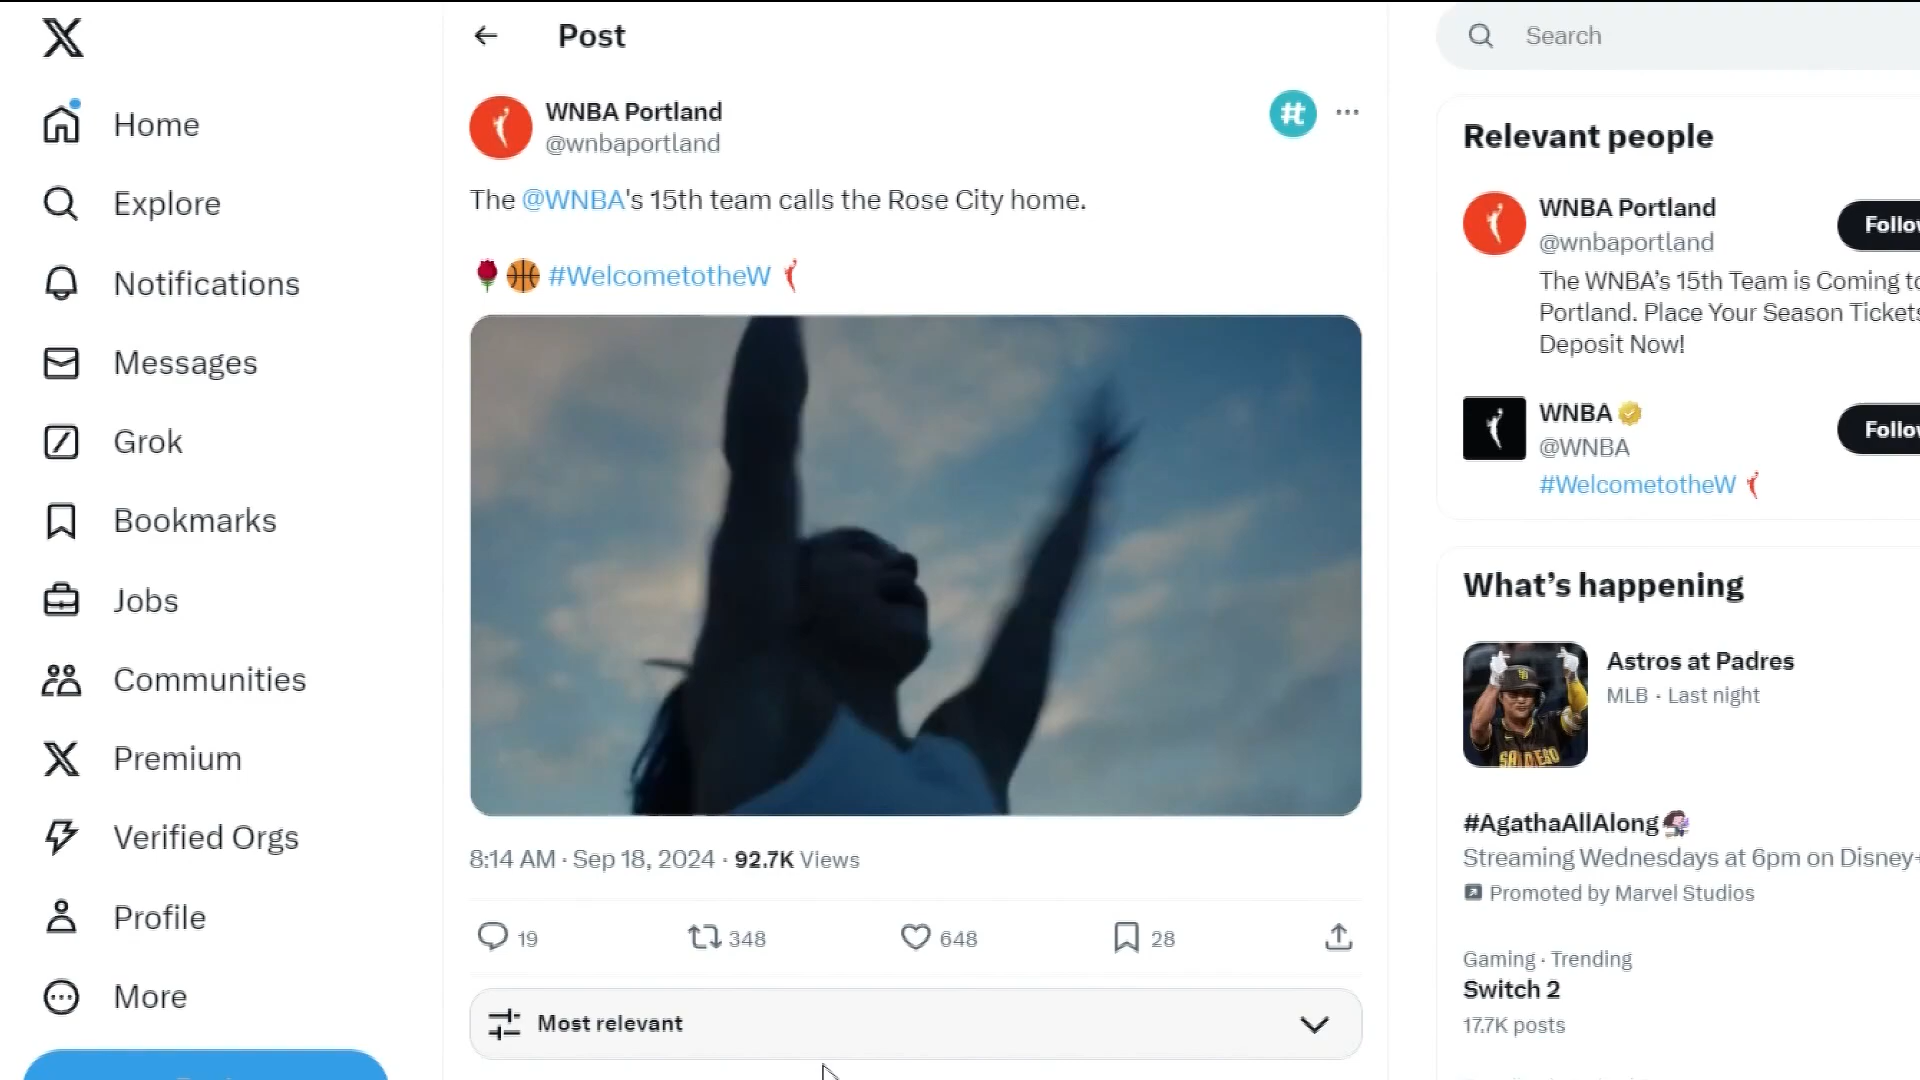 Home
Explore
Notifications
Messages
Grok
Bookmarks
Jobs
Communities
Premium
Verified Orgs
Profile
More
Post
WNBA Portland
@wnbaportland
The @WNBA's 15th team calls the Rose City home.
#WelcometotheW
8:14 AM · Sep 18, 2024 · 92.7K Views
19 348 648 28
Most relevant
Search
Relevant people
WNBA Portland
@wnbaportland
Follow
The WNBA’s 15th Team is Coming to
Portland. Place Your Season Tickets
Deposit Now!
WNBA
@WNBA
Follow
#WelcometotheW
What’s happening
Astros at Padres
MLB · Last night
#AgathaAllAlong
Streaming Wednesdays at 6pm on Disney+
Promoted by Marvel Studios
Gaming · Trending
Switch 2
17.7K posts